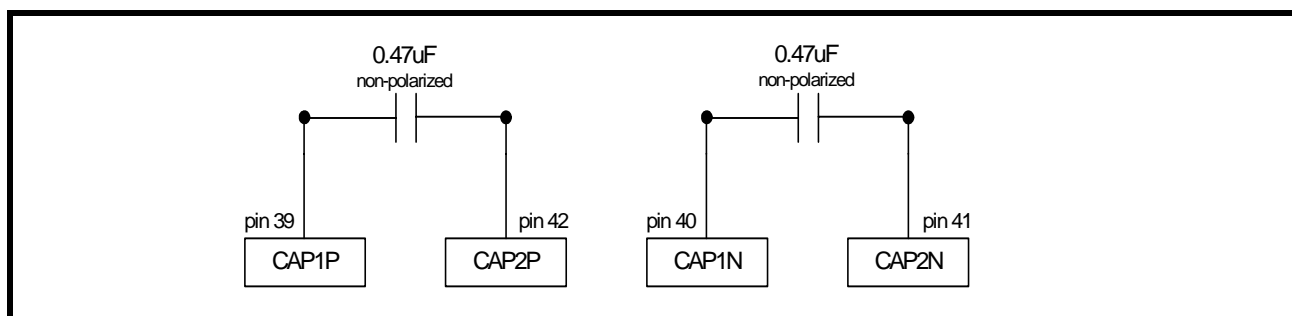 0.47uF
non-polarized
0.47uF
non-polarized
pin 39
pin 42
pin 40
pin 41
CAP1P
CAP2P
CAP1N
CAP2N